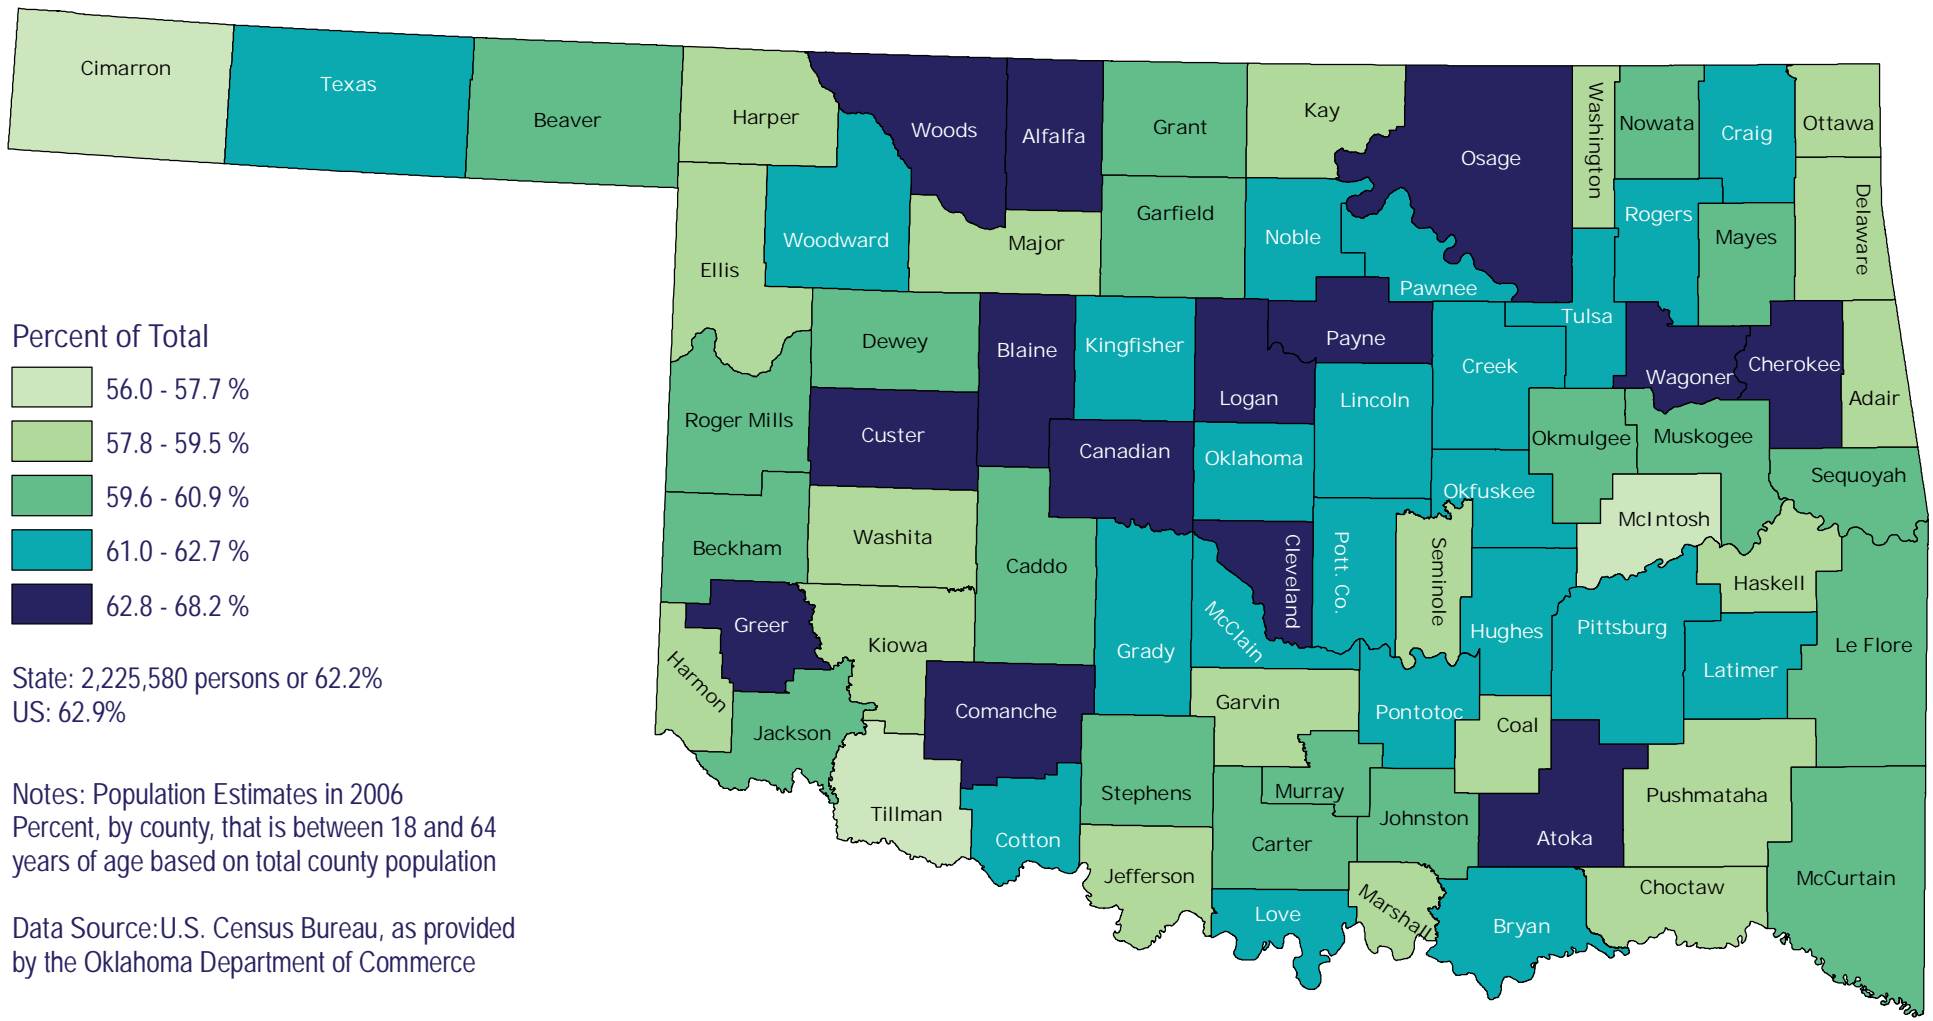 Cimarron
Texas
Beaver
Harper
Woods
Alfalfa
Grant
Kay
Osage
Washington
Nowata
Craig
Ottawa
Ellis
Woodward
Major
Garfield
Noble
Pawnee
Rogers
Mayes
Delaware
Dewey
Blaine
Kingfisher
Logan
Payne
Creek
Tulsa
Wagoner
Cherokee
Adair
Roger Mills
Custer
Canadian
Oklahoma
Lincoln
Okmulgee
Muskogee
Sequoyah
Beckham
Washita
Caddo
Cleveland
Pott. Co.
Seminole
Okfuskee
McIntosh
Haskell
Harmon
Greer
Kiowa
Grady
McClain
Hughes
Pittsburg
Latimer
Le Flore
Jackson
Comanche
Garvin
Pontotoc
Coal
Tillman
Cotton
Stephens
Murray
Johnston
Atoka
Pushmataha
Jefferson
Carter
Love
Marshall
Bryan
Choctaw
McCurtain
Percent of Total
56.0 - 57.7 %
57.8 - 59.5 %
59.6 - 60.9 %
61.0 - 62.7 %
62.8 - 68.2 %
State: 2,225,580 persons or 62.2%
US: 62.9%
Notes: Population Estimates in 2006
Percent, by county, that is between 18 and 64
years of age based on total county population
Data Source:U.S. Census Bureau, as provided
by the Oklahoma Department of Commerce